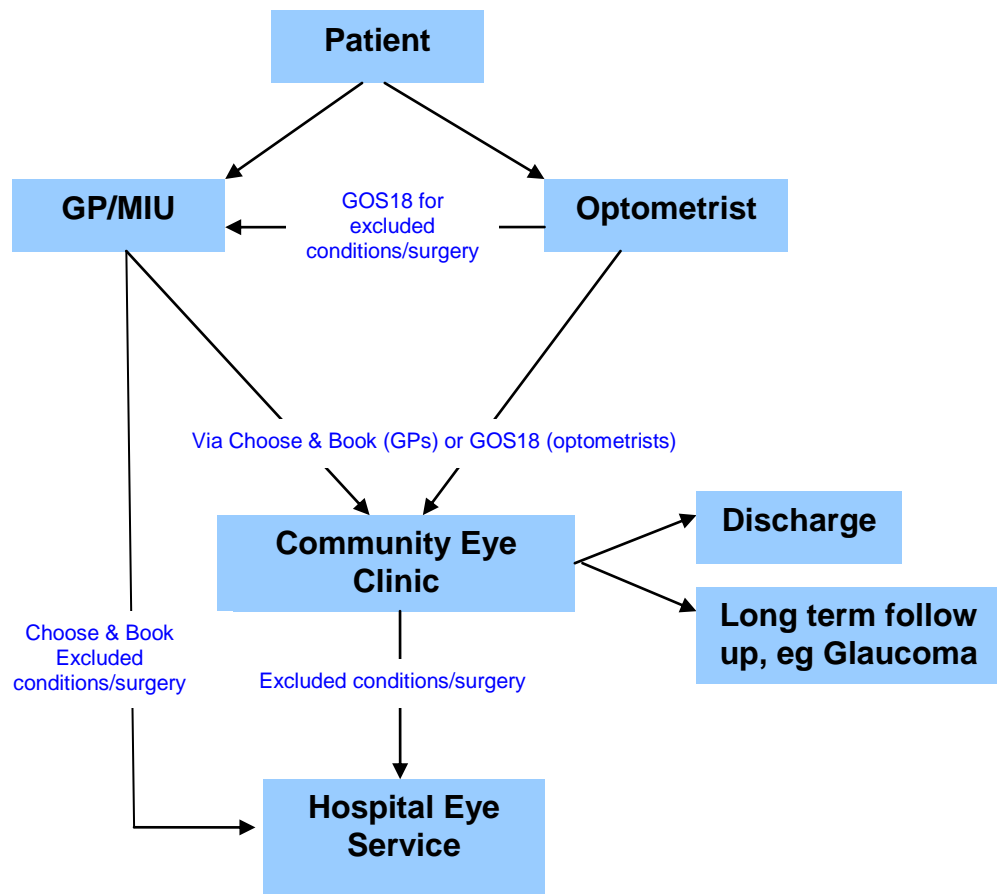 Patient
GP/MIU
GOS18 for
excluded
conditions/surgery
Optometrist
Via Choose & Book (GPs) or GOS18 (optometrists)
Community Eye
Clinic
Discharge
Long term follow
up, eg Glaucoma
Choose & Book
Excluded
conditions/surgery
Excluded conditions/surgery
Hospital Eye
Service